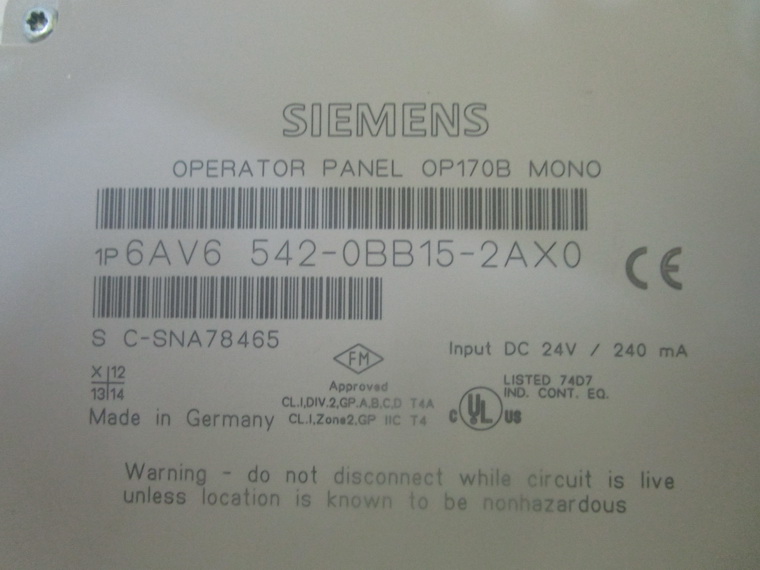 SIEMENS
OPERATOR PANEL OP170B MONO
1P 6AV6 542-0BB15-2AX0
CE
S C-SNA78465
Input DC 24V / 240 mA
X 12
13 14
FM
Approved
CL.I,DIV.2,GP.A,B,C,D T4A
CL.I,Zone2,GP IIC T4
Made in Germany
c UL us
LISTED 74D7
IND. CONT. EQ.
Warning - do not disconnect while circuit is live
unless location is known to be nonhazardous